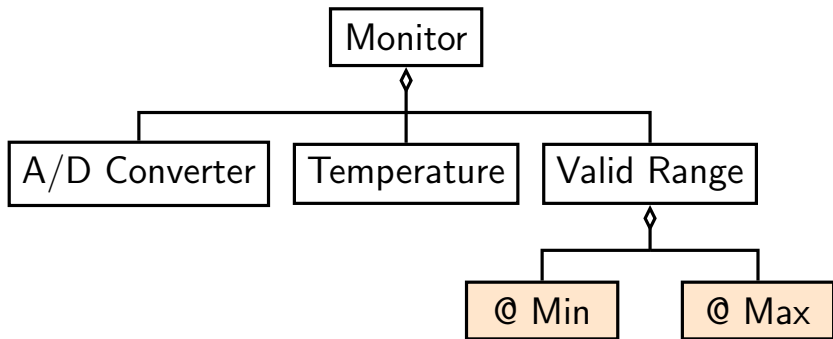 Monitor
A/D Converter
Temperature
Valid Range
@ Min
@ Max